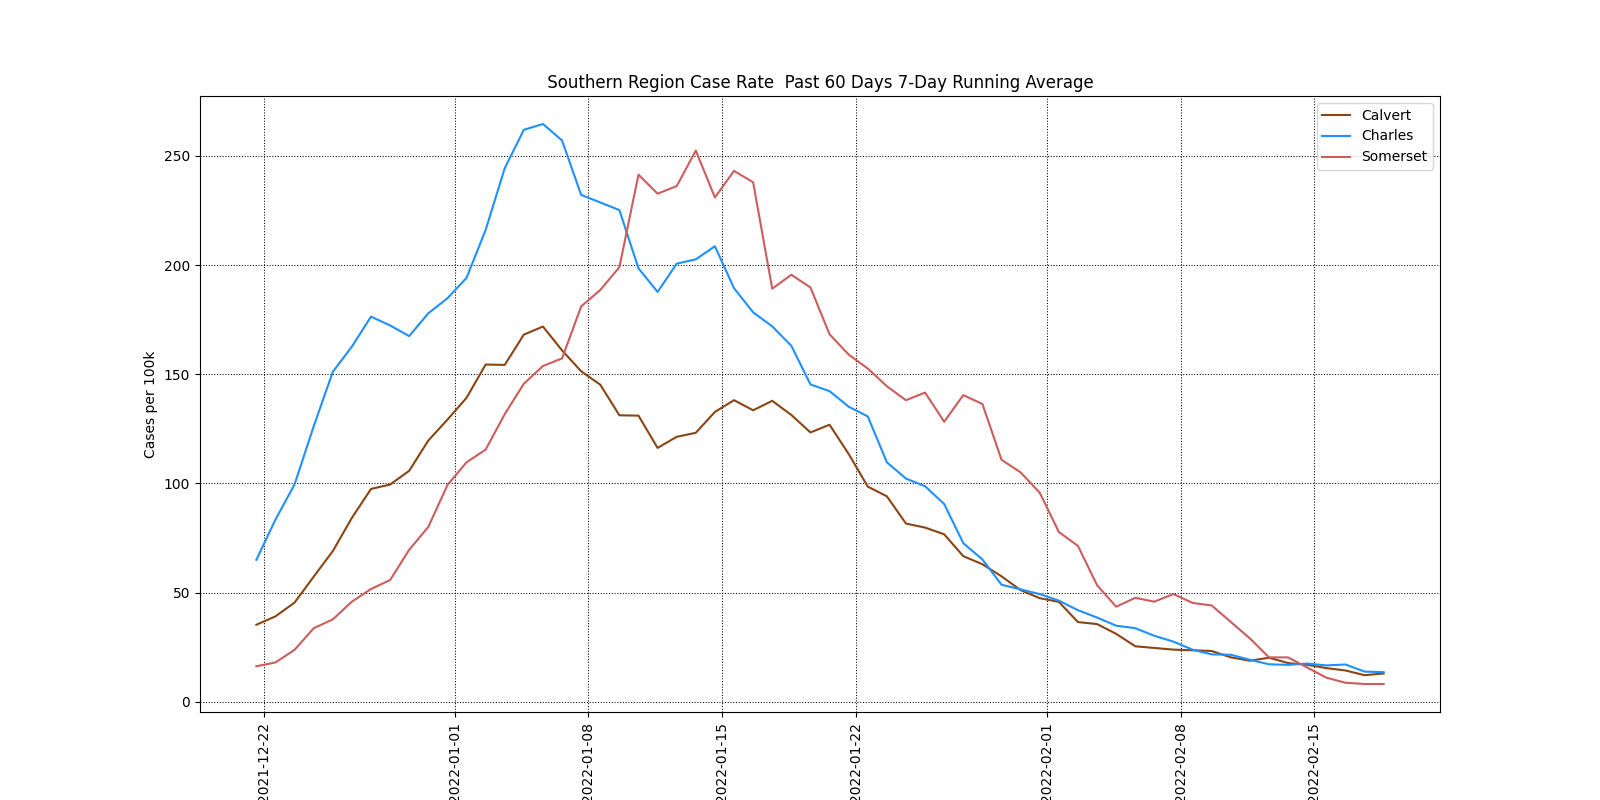 Southern Region Case Rate  Past 60 Days 7-Day Running Average
Calvert
Charles
Somerset
Cases per 100k
250
200
150
100
50
0
2021-12-22
2022-01-01
2022-01-08
2022-01-15
2022-01-22
2022-02-01
2022-02-08
2022-02-15